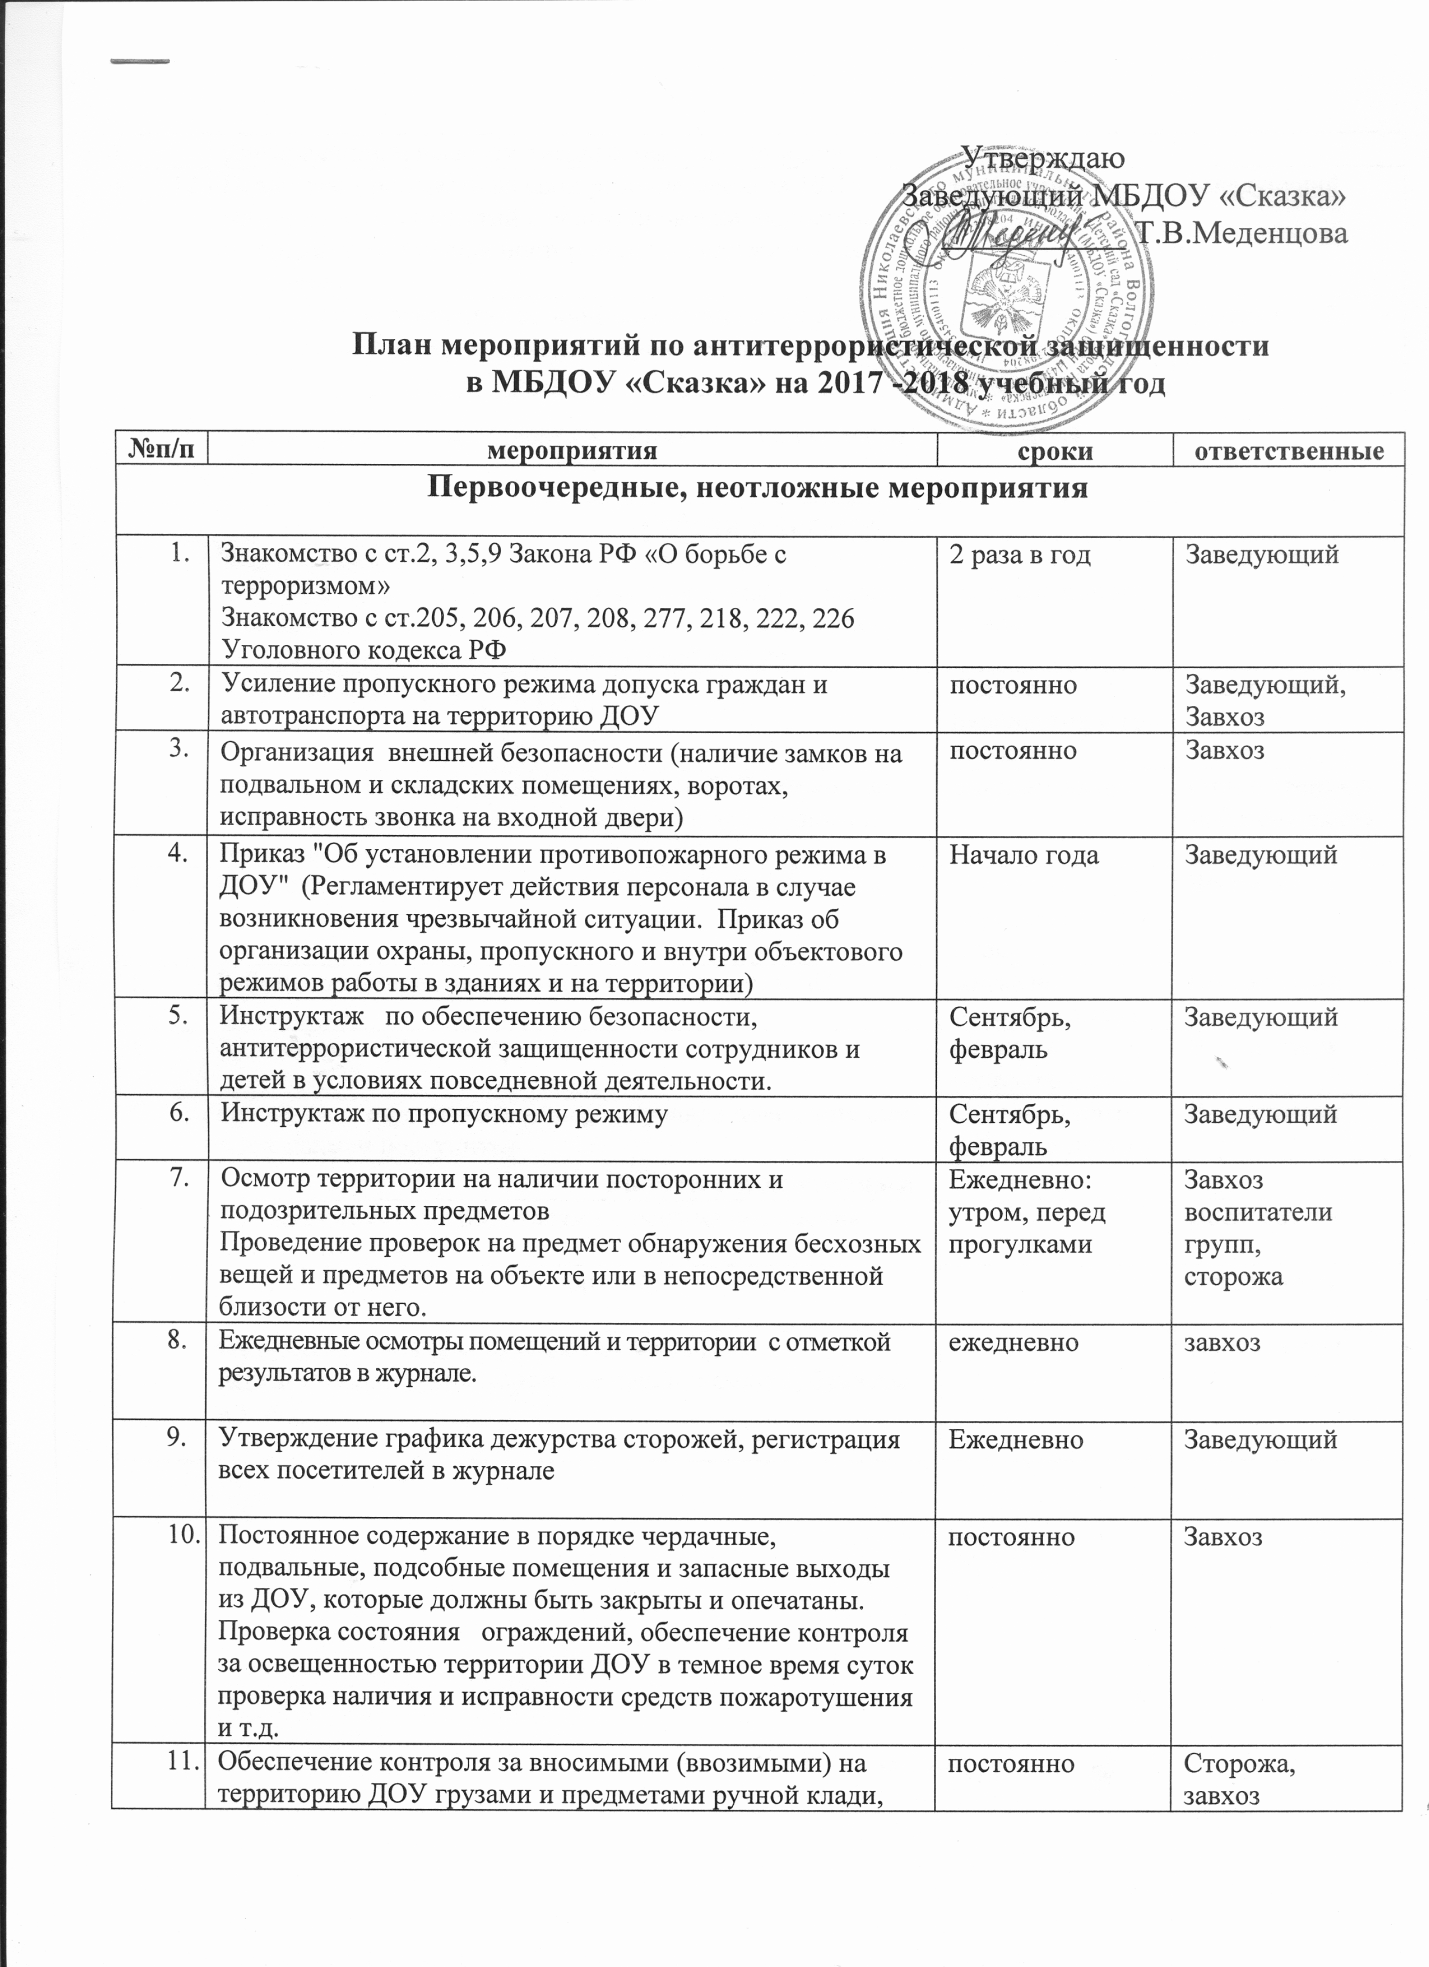 Утверждаю
Заведующий МБДОУ «Сказка»
Т.В.Меденцова
План мероприятий по антитеррористической защищенности
в МБДОУ «Сказка» на 2017 -2018 учебный год
№п/п мероприятия сроки ответственные
Первоочередные, неотложные мероприятия
1. Знакомство с ст.2, 3,5,9 Закона РФ «О борьбе с 2 раза в год Заведующий
терроризмом»
Знакомство с ст.205, 206, 207, 208, 277, 218, 222, 226
Уголовного кодекса РФ
2. Усиление пропускного режима допуска граждан и постоянно Заведующий,
автотранспорта на территорию ДОУ Завхоз
3. Организация внешней безопасности (наличие замков на постоянно Завхоз
подвальном и складских помещениях, воротах,
исправность звонка на входной двери)
4. Приказ "Об установлении противопожарного режима в Начало года Заведующий
ДОУ" (Регламентирует действия персонала в случае
возникновения чрезвычайной ситуации. Приказ об
организации охраны, пропускного и внутри объектового
режимов работы в зданиях и на территории)
5. Инструктаж по обеспечению безопасности, Сентябрь, Заведующий
антитеррористической защищенности сотрудников и февраль
детей в условиях повседневной деятельности.
6. Инструктаж по пропускному режиму Сентябрь, Заведующий
февраль
7. Осмотр территории на наличии посторонних и Ежедневно: Завхоз
подозрительных предметов утром, перед воспитатели
Проведение проверок на предмет обнаружения бесхозных прогулками групп,
вещей и предметов на объекте или в непосредственной сторожа
близости от него.
8. Ежедневные осмотры помещений и территории с отметкой ежедневно завхоз
результатов в журнале.
9. Утверждение графика дежурства сторожей, регистрация Ежедневно Заведующий
всех посетителей в журнале
10. Постоянное содержание в порядке чердачные, постоянно Завхоз
подвальные, подсобные помещения и запасные выходы
из ДОУ, которые должны быть закрыты и опечатаны.
Проверка состояния ограждений, обеспечение контроля
за освещенностью территории ДОУ в темное время суток
проверка наличия и исправности средств пожаротушения
и т.д.
11. Обеспечение контроля за вносимыми (ввозимыми) на постоянно Сторожа,
территорию ДОУ грузами и предметами ручной клади, завхоз